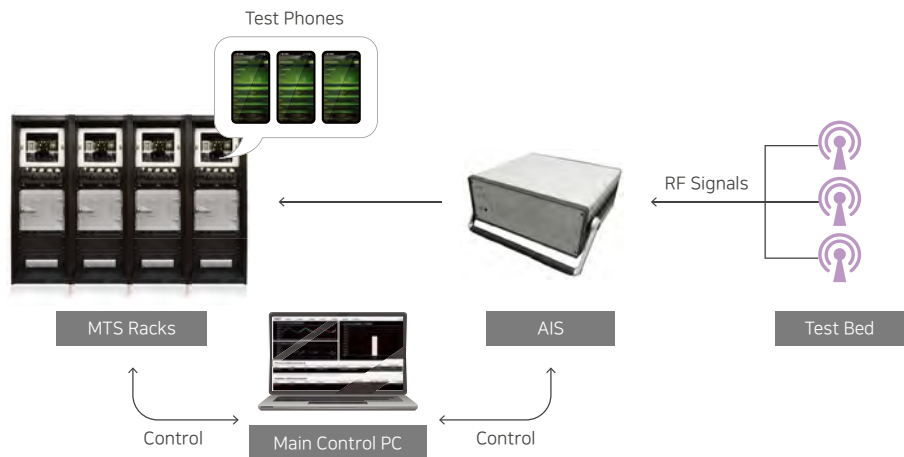 Test Phones
RF Signals
MTS Racks
AIS
Test Bed
Control
Main Control PC
Control